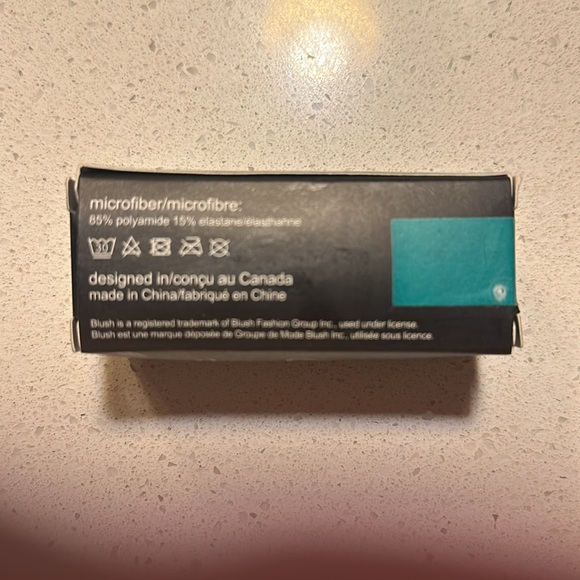 microfiber/microfibre:
85% polyamide 15% elastane/élasthanne
30
designed in/conçu au Canada
made in China/fabriqué en Chine
Blush is a registered trademark of Blush Fashion Group Inc., used under license.
Blush est une marque déposée de Groupe de Mode Blush Inc., utilisée sous licence.